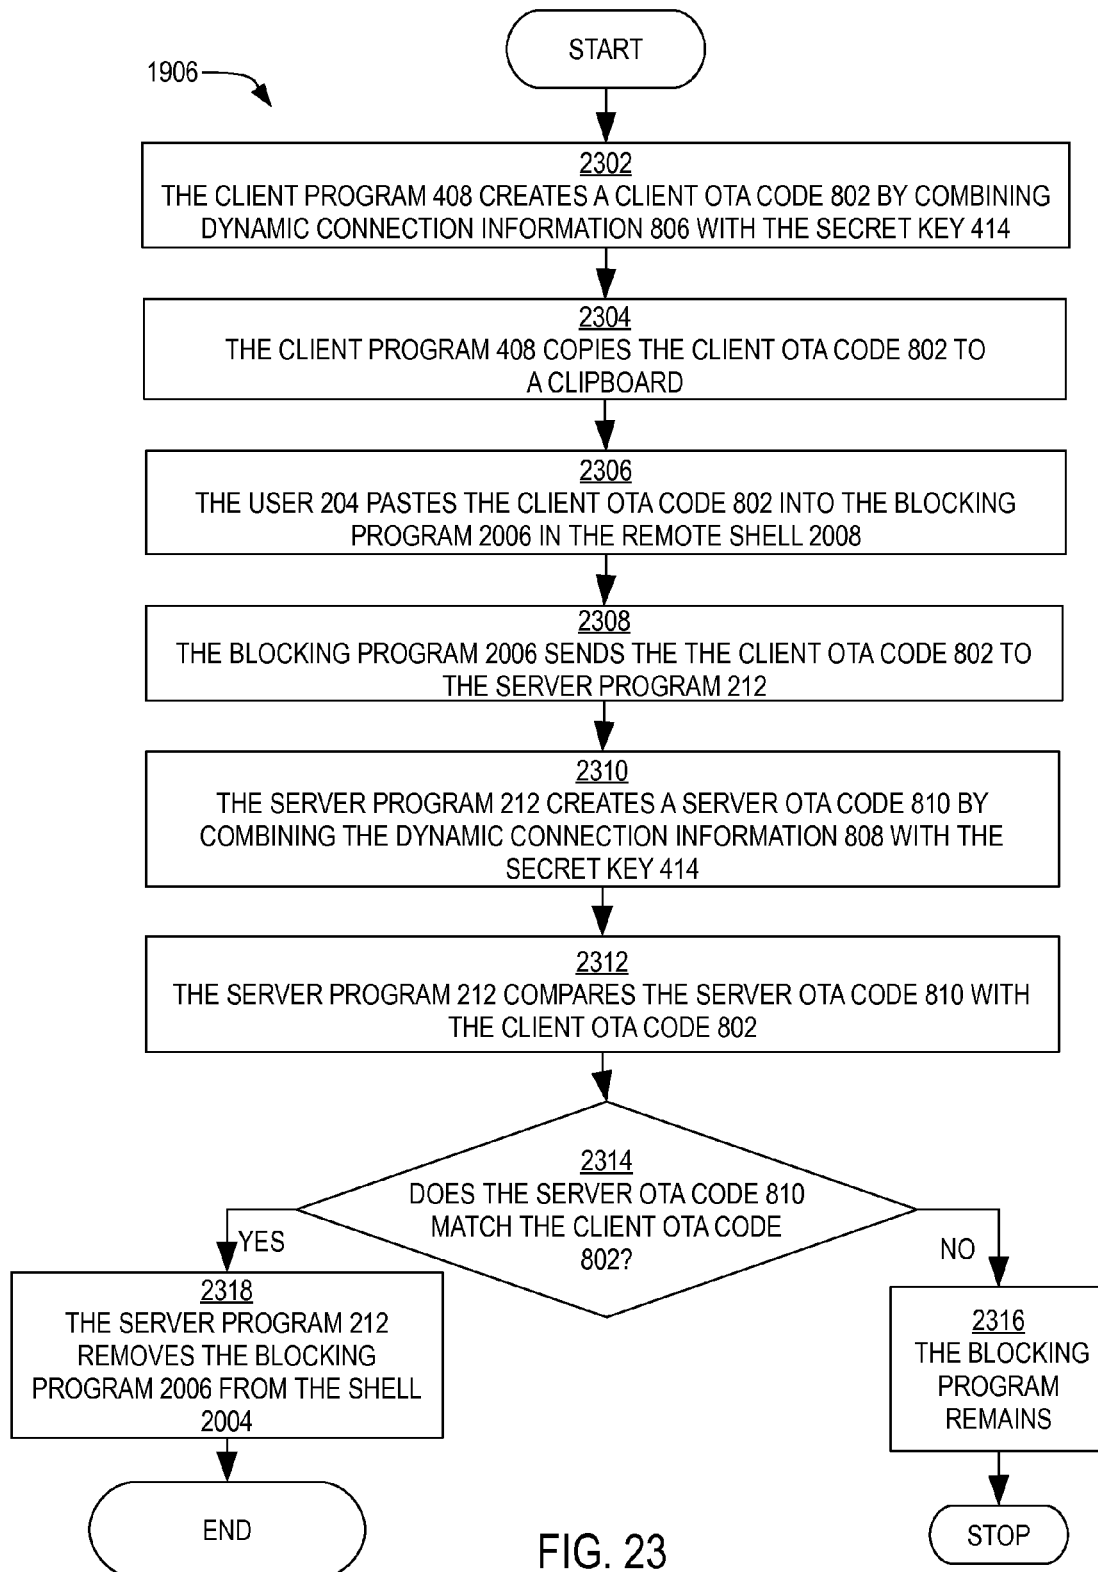 START
1906
2302
THE CLIENT PROGRAM 408 CREATES A CLIENT OTA CODE 802 BY COMBINING
DYNAMIC CONNECTION INFORMATION 806 WITH THE SECRET KEY 414
2304
THE CLIENT PROGRAM 408 COPIES THE CLIENT OTA CODE 802 TO
A CLIPBOARD
2306
THE USER 204 PASTES THE CLIENT OTA CODE 802 INTO THE BLOCKING
PROGRAM 2006 IN THE REMOTE SHELL 2008
2308
THE BLOCKING PROGRAM 2006 SENDS THE THE CLIENT OTA CODE 802 TO
THE SERVER PROGRAM 212
2310
THE SERVER PROGRAM 212 CREATES A SERVER OTA CODE 810 BY
COMBINING THE DYNAMIC CONNECTION INFORMATION 808 WITH THE
SECRET KEY 414
2312
THE SERVER PROGRAM 212 COMPARES THE SERVER OTA CODE 810 WITH
THE CLIENT OTA CODE 802
2314
DOES THE SERVER OTA CODE 810
MATCH THE CLIENT OTA CODE
802?
YES
NO
2318
THE SERVER PROGRAM 212
REMOVES THE BLOCKING
PROGRAM 2006 FROM THE SHELL
2004
2316
THE BLOCKING
PROGRAM
REMAINS
END
STOP
FIG. 23